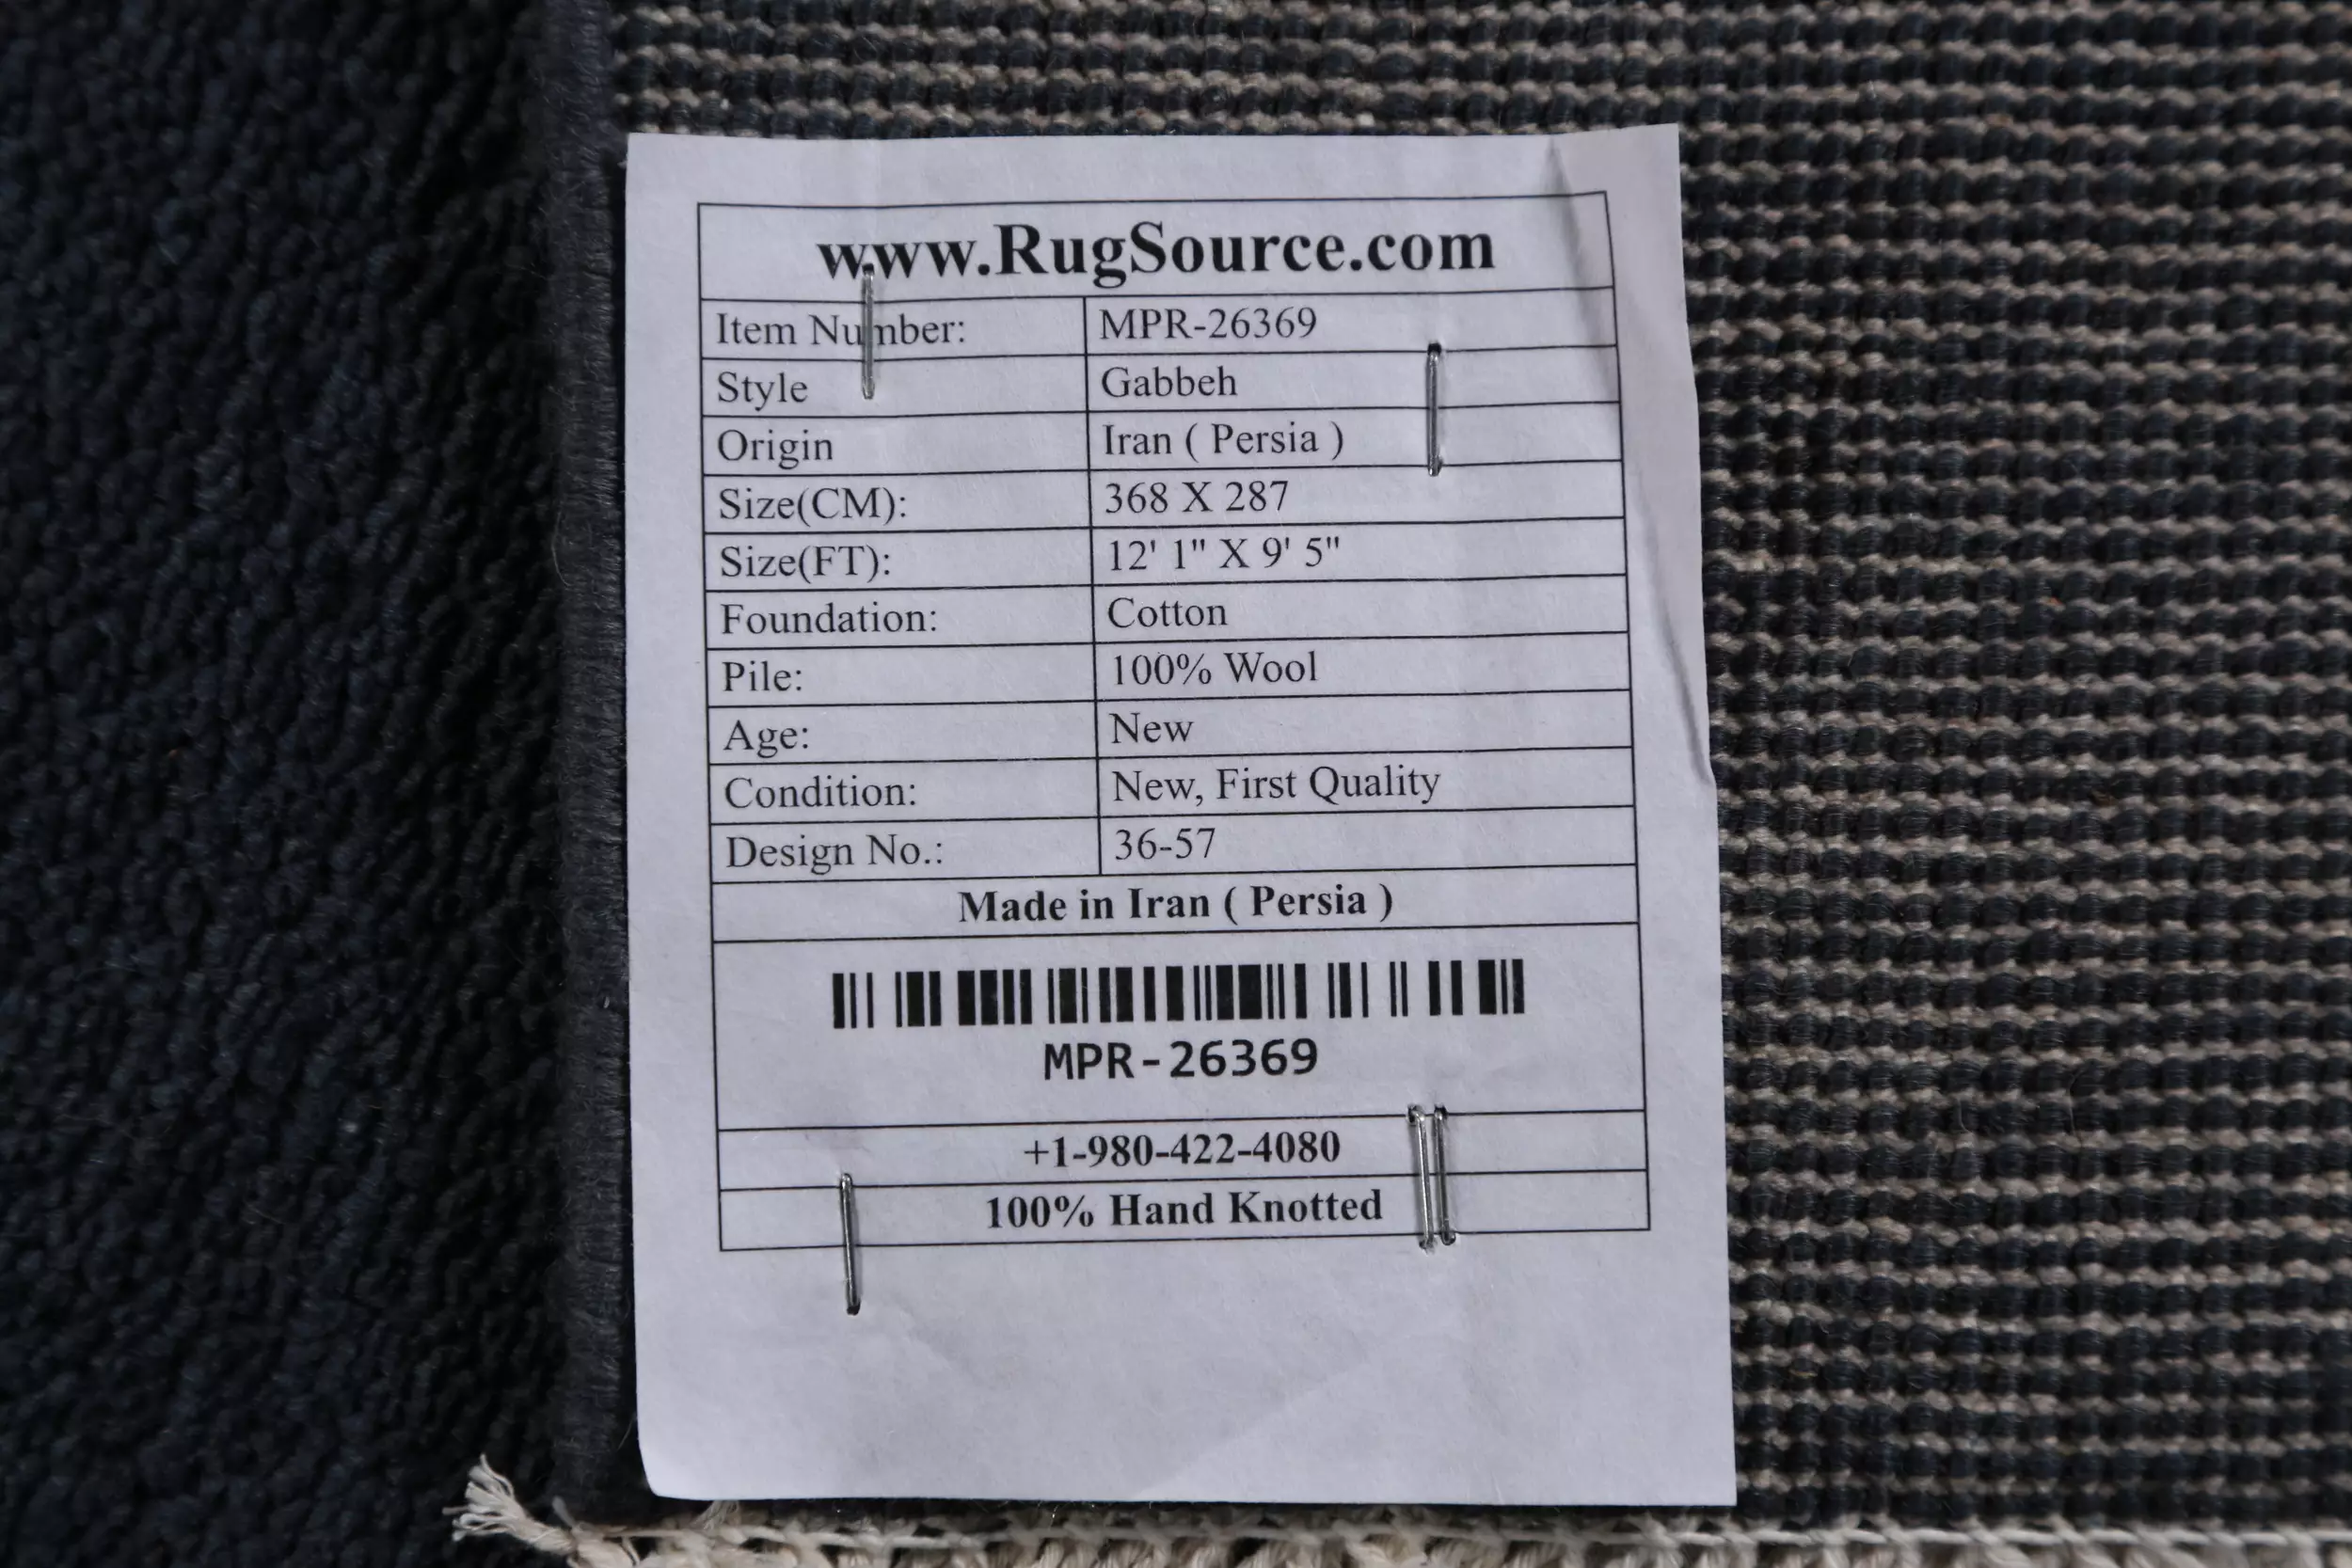 www.RugSource.com
Item Number: MPR-26369
Style Gabbeh
Origin Iran ( Persia )
Size(CM): 368 X 287
Size(FT): 12' 1" X 9' 5"
Foundation: Cotton
Pile: 100% Wool
Age: New
Condition: New, First Quality
Design No.: 36-57
Made in Iran ( Persia )
MPR-26369
+1-980-422-4080
100% Hand Knotted